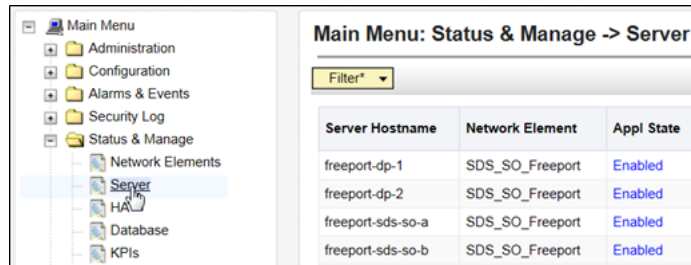 Main Menu
Administration
Configuration
Alarms & Events
Security Log
Status & Manage
Network Elements
Server
HA
Database
KPIs
Main Menu: Status & Manage -> Server
Filter*
Server Hostname Network Element Appl State
freeport-dp-1 SDS_SO_Freeport Enabled
freeport-dp-2 SDS_SO_Freeport Enabled
freeport-sds-so-a SDS_SO_Freeport Enabled
freeport-sds-so-b SDS_SO_Freeport Enabled